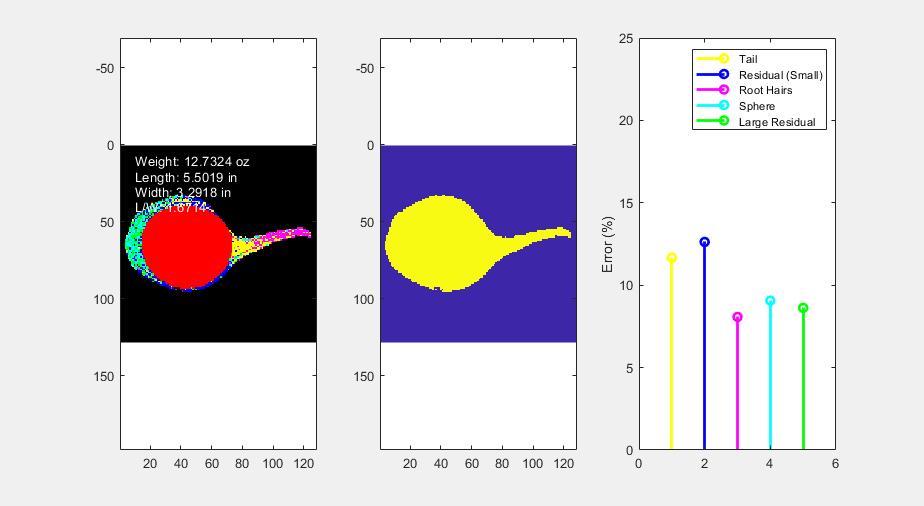 -50
0
50
100
150
20 40 60 80 100 120
Weight: 12.7324 oz
Length: 5.5019 in
Width: 3.2918 in
-50
0
50
100
150
20 40 60 80 100 120
25
20
15
10
5
0
Error (%)
0 2 4 6
Tail
Residual (Small)
Root Hairs
Sphere
Large Residual